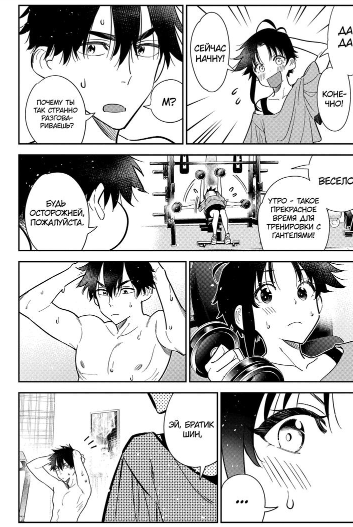 ДА
ДА
СЕЙЧАС
НАЧНУ!
КОНЕ-
ЧНО!
М?
ПОЧЕМУ ТЫ
ТАК СТРАННО
РАЗГОВА-
РИВАЕШЬ?
ВЕСЕЛО
УТРО - ТАКОЕ
ПРЕКРАСНОЕ
ВРЕМЯ ДЛЯ
ТРЕНИРОВКИ С
ГАНТЕЛЯМИ!
БУДЬ
ОСТОРОЖНЕЙ,
ПОЖАЛУЙСТА.
...
ЭЙ, БРАТИК
ШИН,